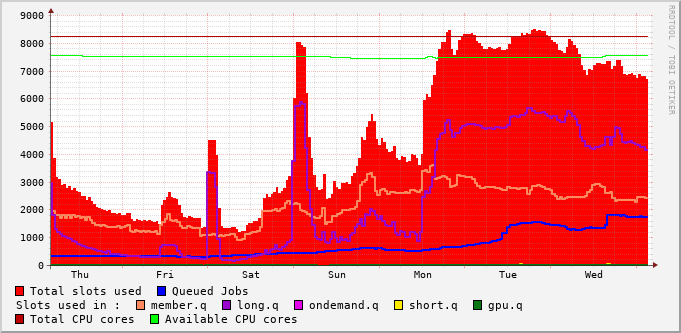 9000
8000
7000
6000
5000
4000
3000
2000
1000
0
Thu Fri Sat Sun Mon Tue Wed
Total slots used Queued Jobs
Slots used in : member.q long.q ondemand.q short.q gpu.q
Total CPU cores Available CPU cores
RRDTOOL / TOBI OETIKER